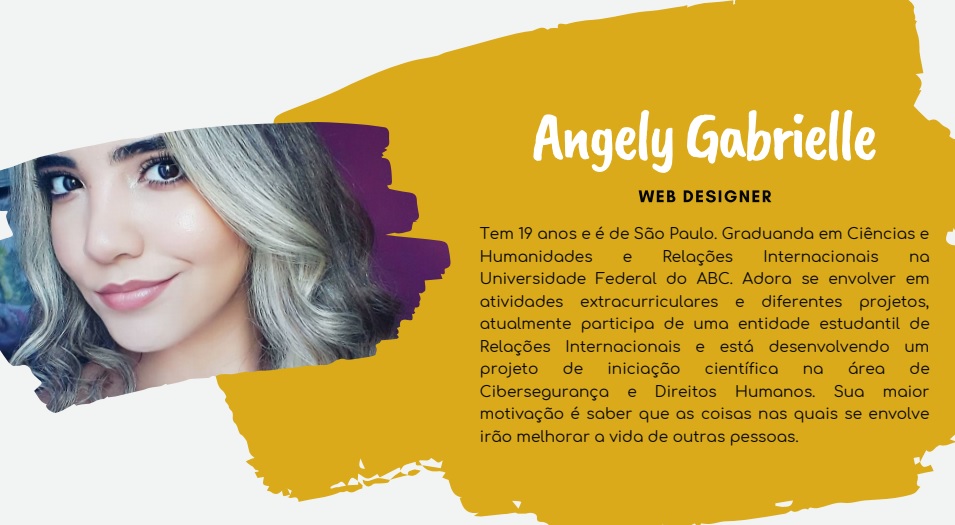 Angely Gabrielle
WEB DESIGNER
Tem 19 anos e é de São Paulo. Graduanda em Ciências e
Humanidades e Relações Internacionais na
Universidade Federal do ABC. Adora se envolver em
atividades extracurriculares e diferentes projetos,
atualmente participa de uma entidade estudantil de
Relações Internacionais e está desenvolvendo um
projeto de iniciação científica na área de
Cibersegurança e Direitos Humanos. Sua maior
motivação é saber que as coisas nas quais se envolve
irão melhorar a vida de outras pessoas.